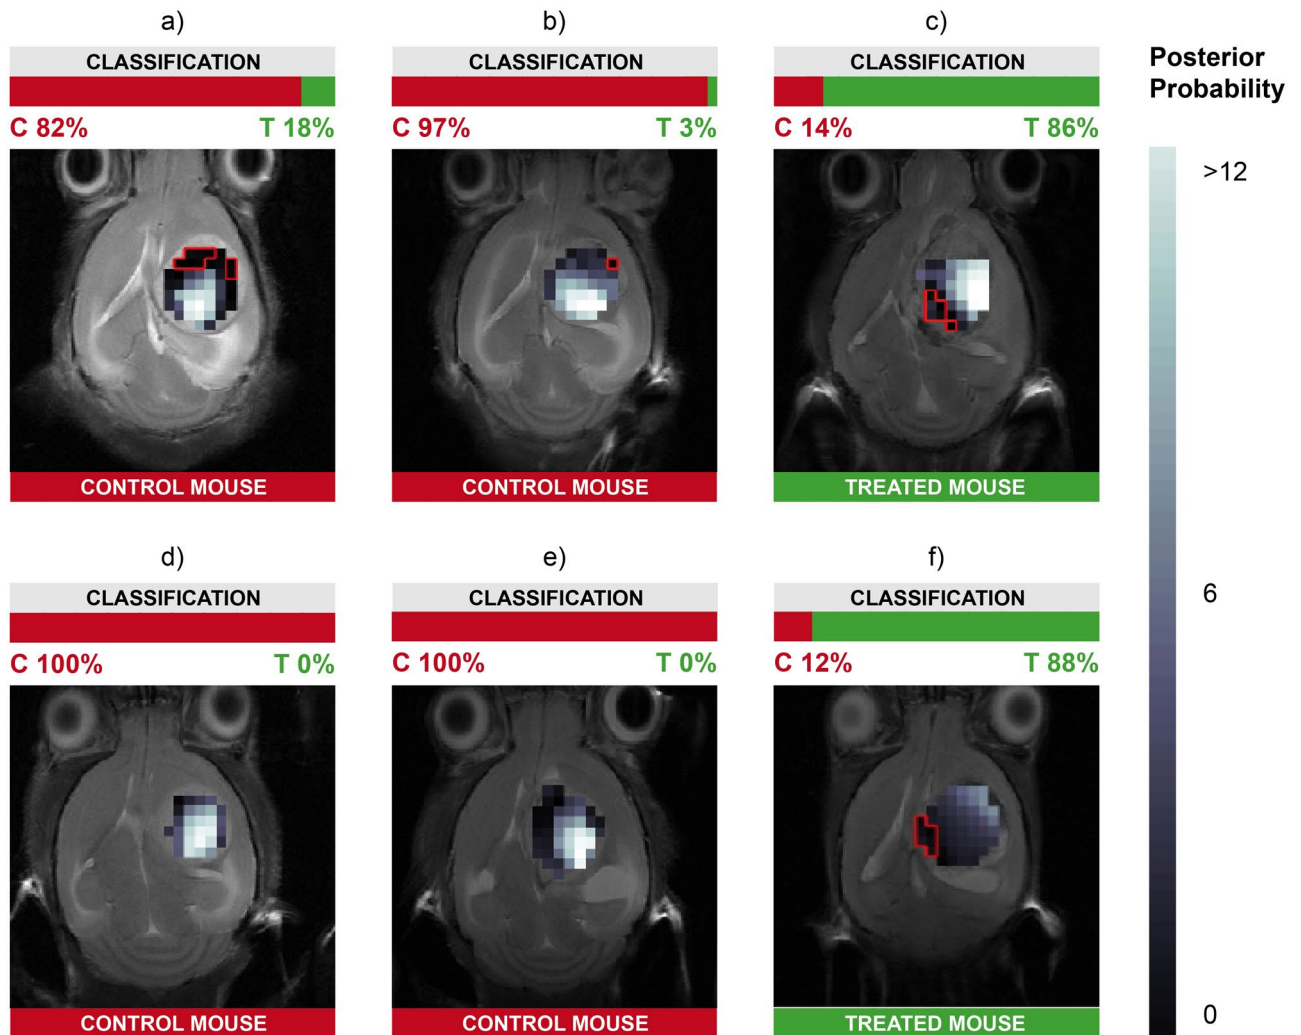 a)
CLASSIFICATION
C 82% T 18%
CONTROL MOUSE
b)
CLASSIFICATION
C 97% T 3%
CONTROL MOUSE
c)
CLASSIFICATION
C 14% T 86%
TREATED MOUSE
d)
CLASSIFICATION
C 100% T 0%
CONTROL MOUSE
e)
CLASSIFICATION
C 100% T 0%
CONTROL MOUSE
f)
CLASSIFICATION
C 12% T 88%
TREATED MOUSE
Posterior
Probability
>12
6
0